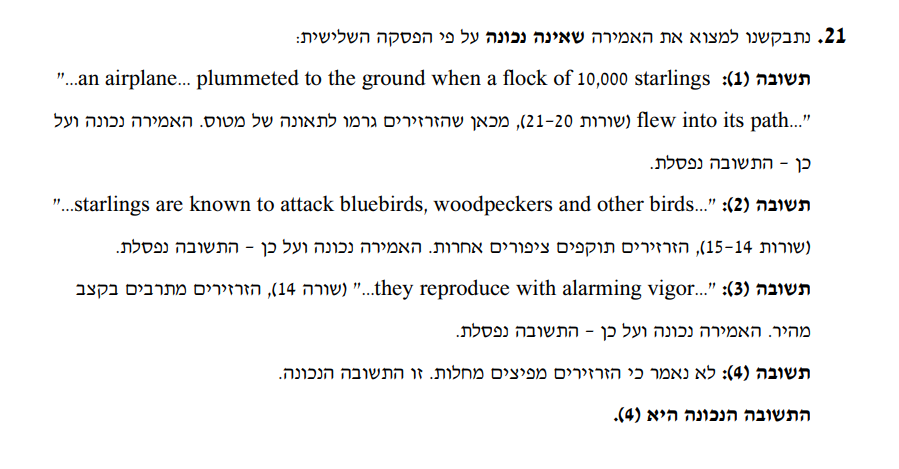 21. נתבקשנו למצוא את האמירה שאינה נכונה על פי הפסקה השלישית:
תשובה (1): "...an airplane... plummeted to the ground when a flock of 10,000 starlings
flew into its path..." (שורות 21-20), מכאן שהזרזירים גרמו לתאונה של מטוס. האמירה נכונה ועל
כן – התשובה נפסלת.
תשובה (2): "...starlings are known to attack bluebirds, woodpeckers and other birds..."
(שורות 15-14), הזרזירים תוקפים ציפורים אחרות. האמירה נכונה ועל כן – התשובה נפסלת.
תשובה (3): "...they reproduce with alarming vigor..." (שורה 14), הזרזירים מתרבים בקצב
מהיר. האמירה נכונה ועל כן – התשובה נפסלת.
תשובה (4): לא נאמר כי הזרזירים מפיצים מחלות. זו התשובה הנכונה.
התשובה הנכונה היא (4).